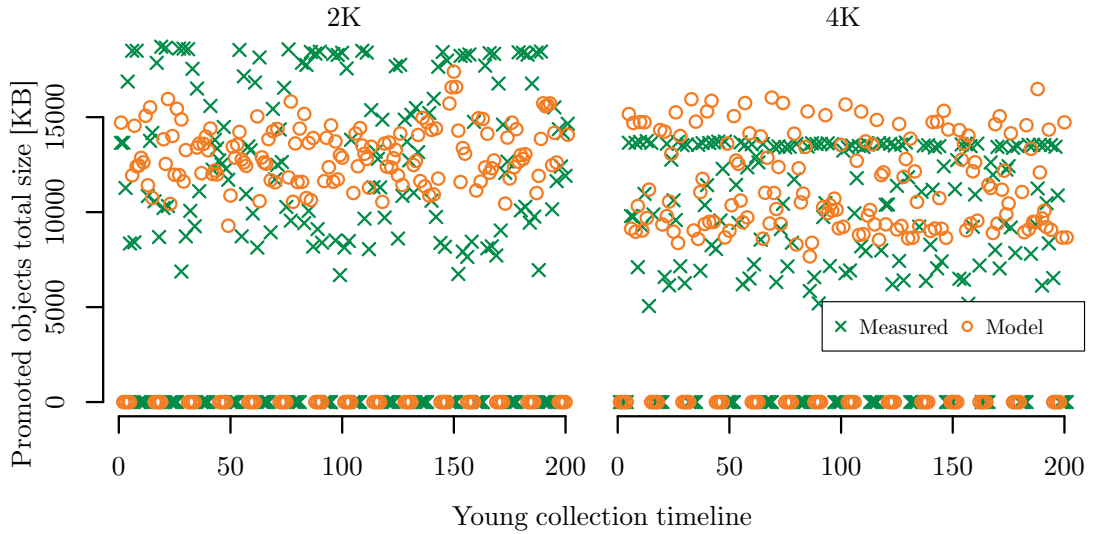 2K
4K
Promoted objects total size [KB]
15000
10000
5000
0
Measured
Model
0
50
100
150
200
0
50
100
150
200
Young collection timeline